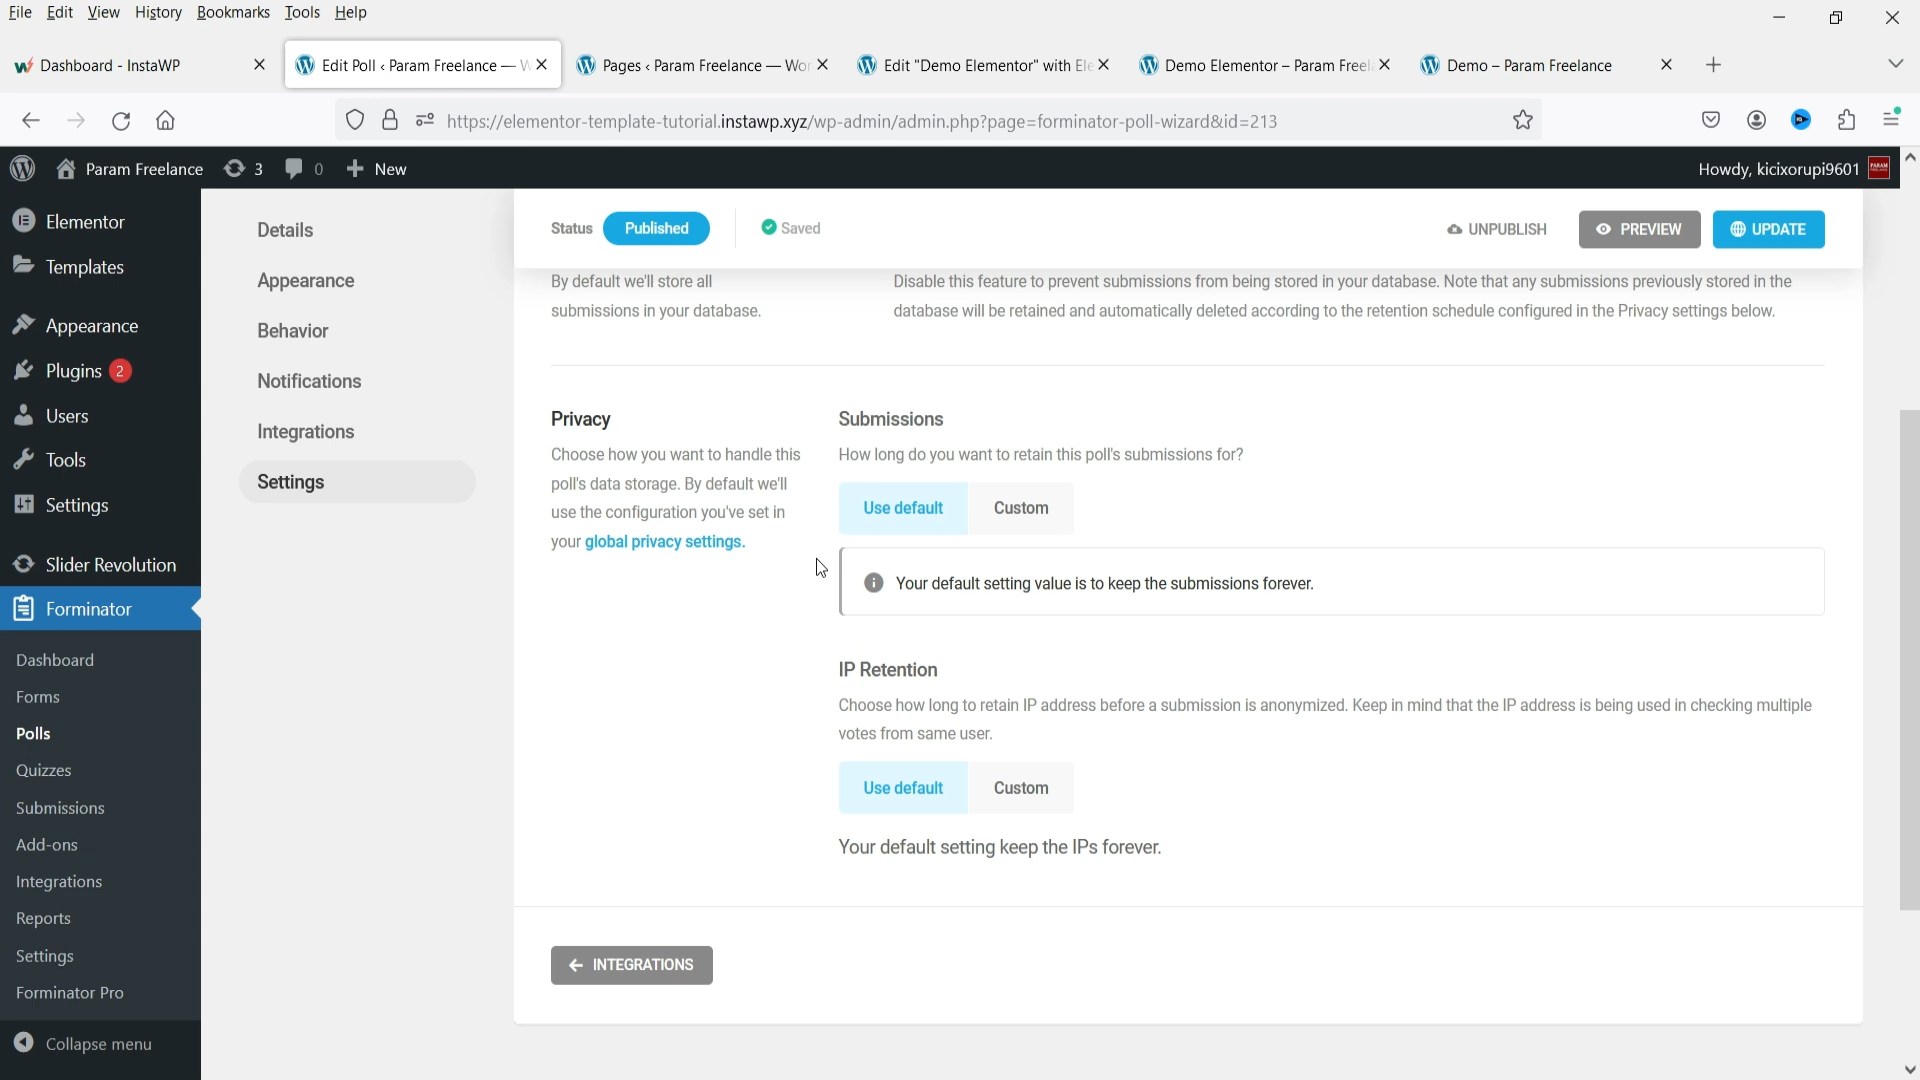 File Edit View History Bookmarks Tools Help
Dashboard - InstaWP
Edit Poll ‹ Param Freelance — W
Pages ‹ Param Freelance — Wor
Edit "Demo Elementor" with Ele
Demo Elementor – Param Freel
Demo – Param Freelance
https://elementor-template-tutorial.instawp.xyz/wp-admin/admin.php?page=forminator-poll-wizard&id=213
Param Freelance 3 0 New
Howdy, kicixorupi9601
Elementor
Templates
Appearance
Plugins 2
Users
Tools
Settings
Slider Revolution
Forminator
Dashboard
Forms
Polls
Quizzes
Submissions
Add-ons
Integrations
Reports
Settings
Forminator Pro
Collapse menu
Details
Appearance
Behavior
Notifications
Integrations
Settings
Status Published Saved UNPUBLISH PREVIEW UPDATE
By default we'll store all
submissions in your database.
Disable this feature to prevent submissions from being stored in your database. Note that any submissions previously stored in the
database will be retained and automatically deleted according to the retention schedule configured in the Privacy settings below.
Privacy
Choose how you want to handle this
poll's data storage. By default we'll
use the configuration you've set in
your global privacy settings.
Submissions
How long do you want to retain this poll's submissions for?
Use default Custom
Your default setting value is to keep the submissions forever.
IP Retention
Choose how long to retain IP address before a submission is anonymized. Keep in mind that the IP address is being used in checking multiple
votes from same user.
Use default Custom
Your default setting keep the IPs forever.
INTEGRATIONS